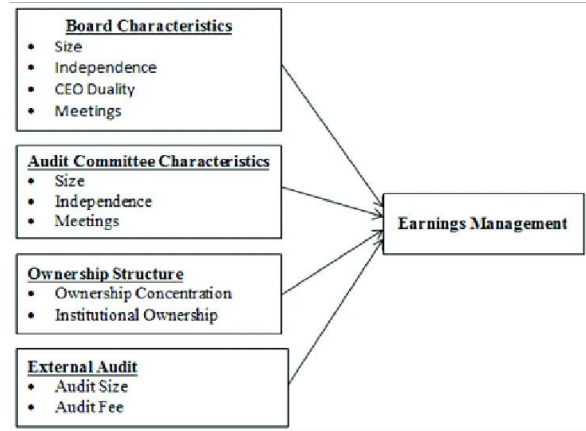 Board Characteristics
• Size
• Independence
• CEO Duality
• Meetings
Audit Committee Characteristics
• Size
• Independence
• Meetings
Earnings Management
Ownership Structure
• Ownership Concentration
• Institutional Ownership
External Audit
• Audit Size
• Audit Fee